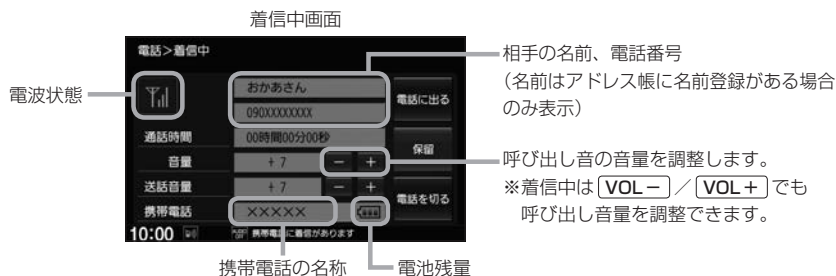 着信中画面
電話>着信中
相手の名前、電話番号
(名前はアドレス帳に名前登録がある場合
のみ表示)
電波状態
おかあさん
090XXXXXXXX
電話に出る
通話時間
00時間00分00秒
保留
音量
+ 7
− +
呼び出し音の音量を調整します。
※着信中は VOL− / VOL+ でも
呼び出し音量を調整できます。
送話音量
+ 7
− +
電話を切る
携帯電話
×××××
10:00
AUDIO OFF
携帯電話に着信があります
携帯電話の名称
電池残量